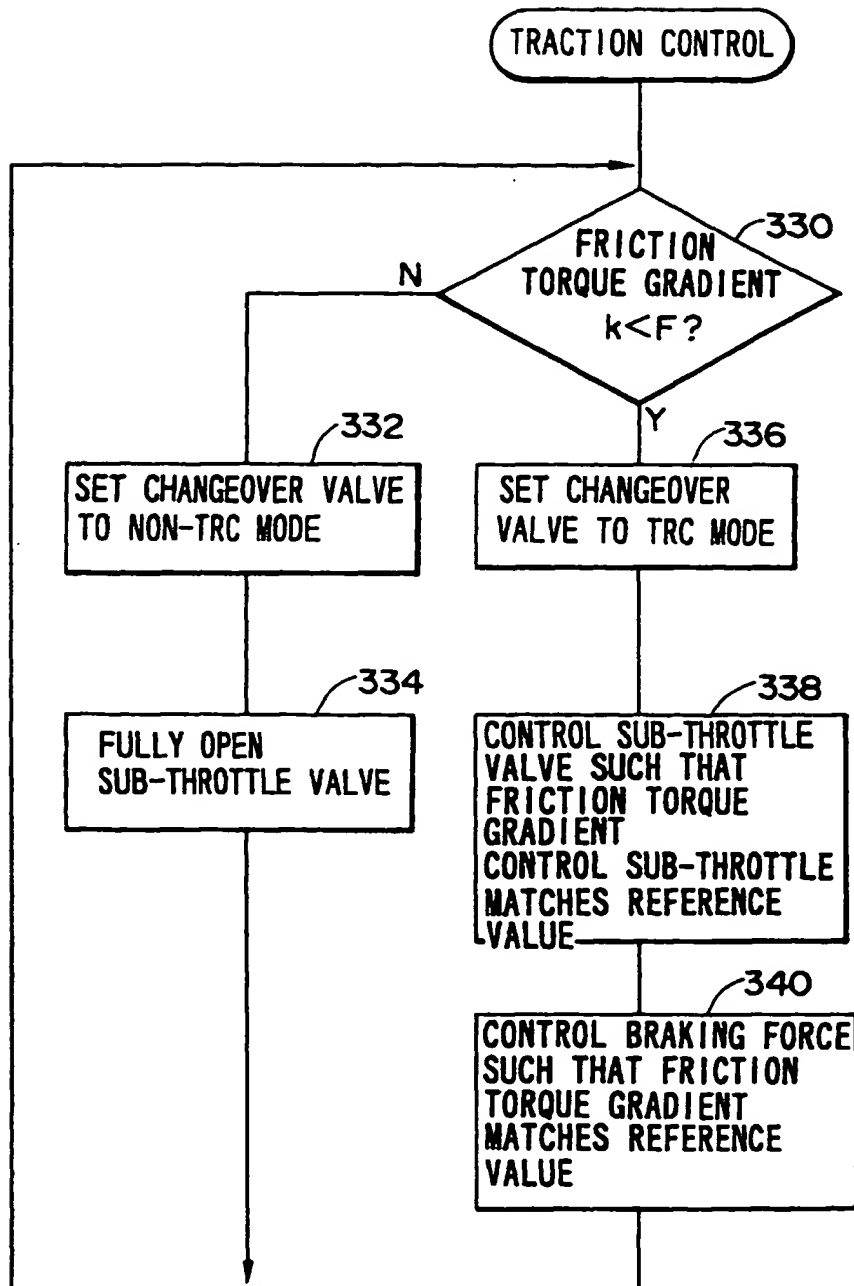 TRACTION CONTROL
330
FRICTION
TORQUE GRADIENT
k<F?
N
Y
332
SET CHANGEOVER VALVE
TO NON-TRC MODE
336
SET CHANGEOVER
VALVE TO TRC MODE
334
FULLY OPEN
SUB-THROTTLE VALVE
338
CONTROL SUB-THROTTLE
VALVE SUCH THAT
FRICTION TORQUE
GRADIENT
CONTROL SUB-THROTTLE
MATCHES REFERENCE
VALUE
340
CONTROL BRAKING FORCE
SUCH THAT FRICTION
TORQUE GRADIENT
MATCHES REFERENCE
VALUE